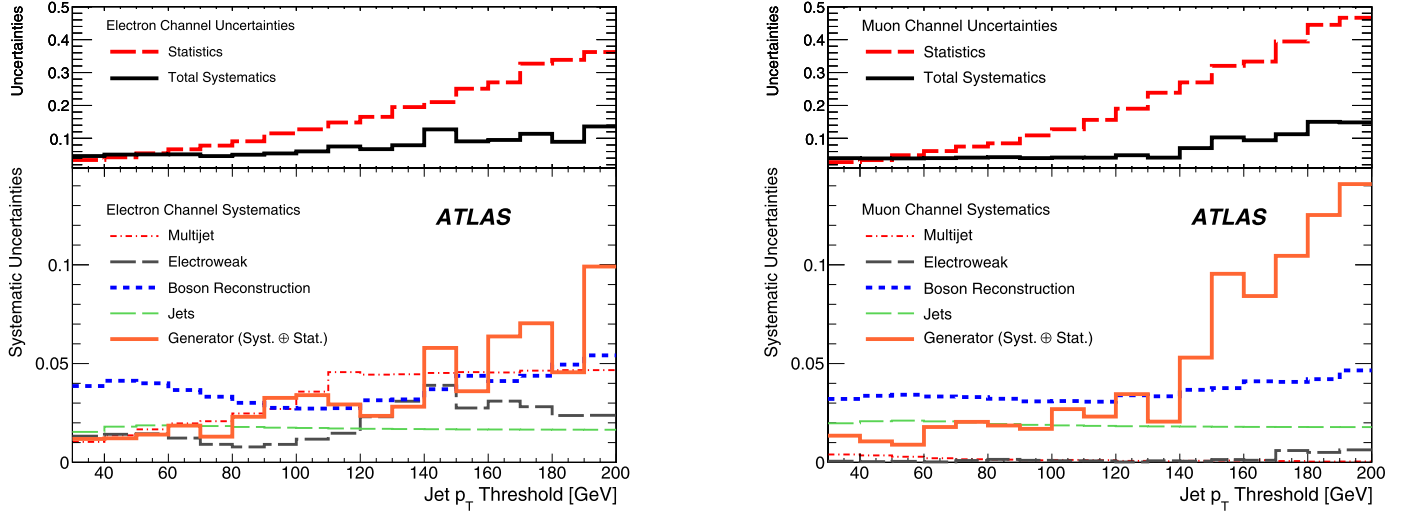 Uncertainties
0.5
0.4
0.3
0.2
0.1
Electron Channel Uncertainties
Statistics
Total Systematics
Systematic Uncertainties
0.1
0.05
0
Electron Channel Systematics
ATLAS
Multijet
Electroweak
Boson Reconstruction
Jets
Generator (Syst. ⊕ Stat.)
40 60 80 100 120 140 160 180 200
Jet pT Threshold [GeV]
Uncertainties
0.5
0.4
0.3
0.2
0.1
Muon Channel Uncertainties
Statistics
Total Systematics
Systematic Uncertainties
0.1
0.05
0
Muon Channel Systematics
ATLAS
Multijet
Electroweak
Boson Reconstruction
Jets
Generator (Syst. ⊕ Stat.)
40 60 80 100 120 140 160 180 200
Jet pT Threshold [GeV]